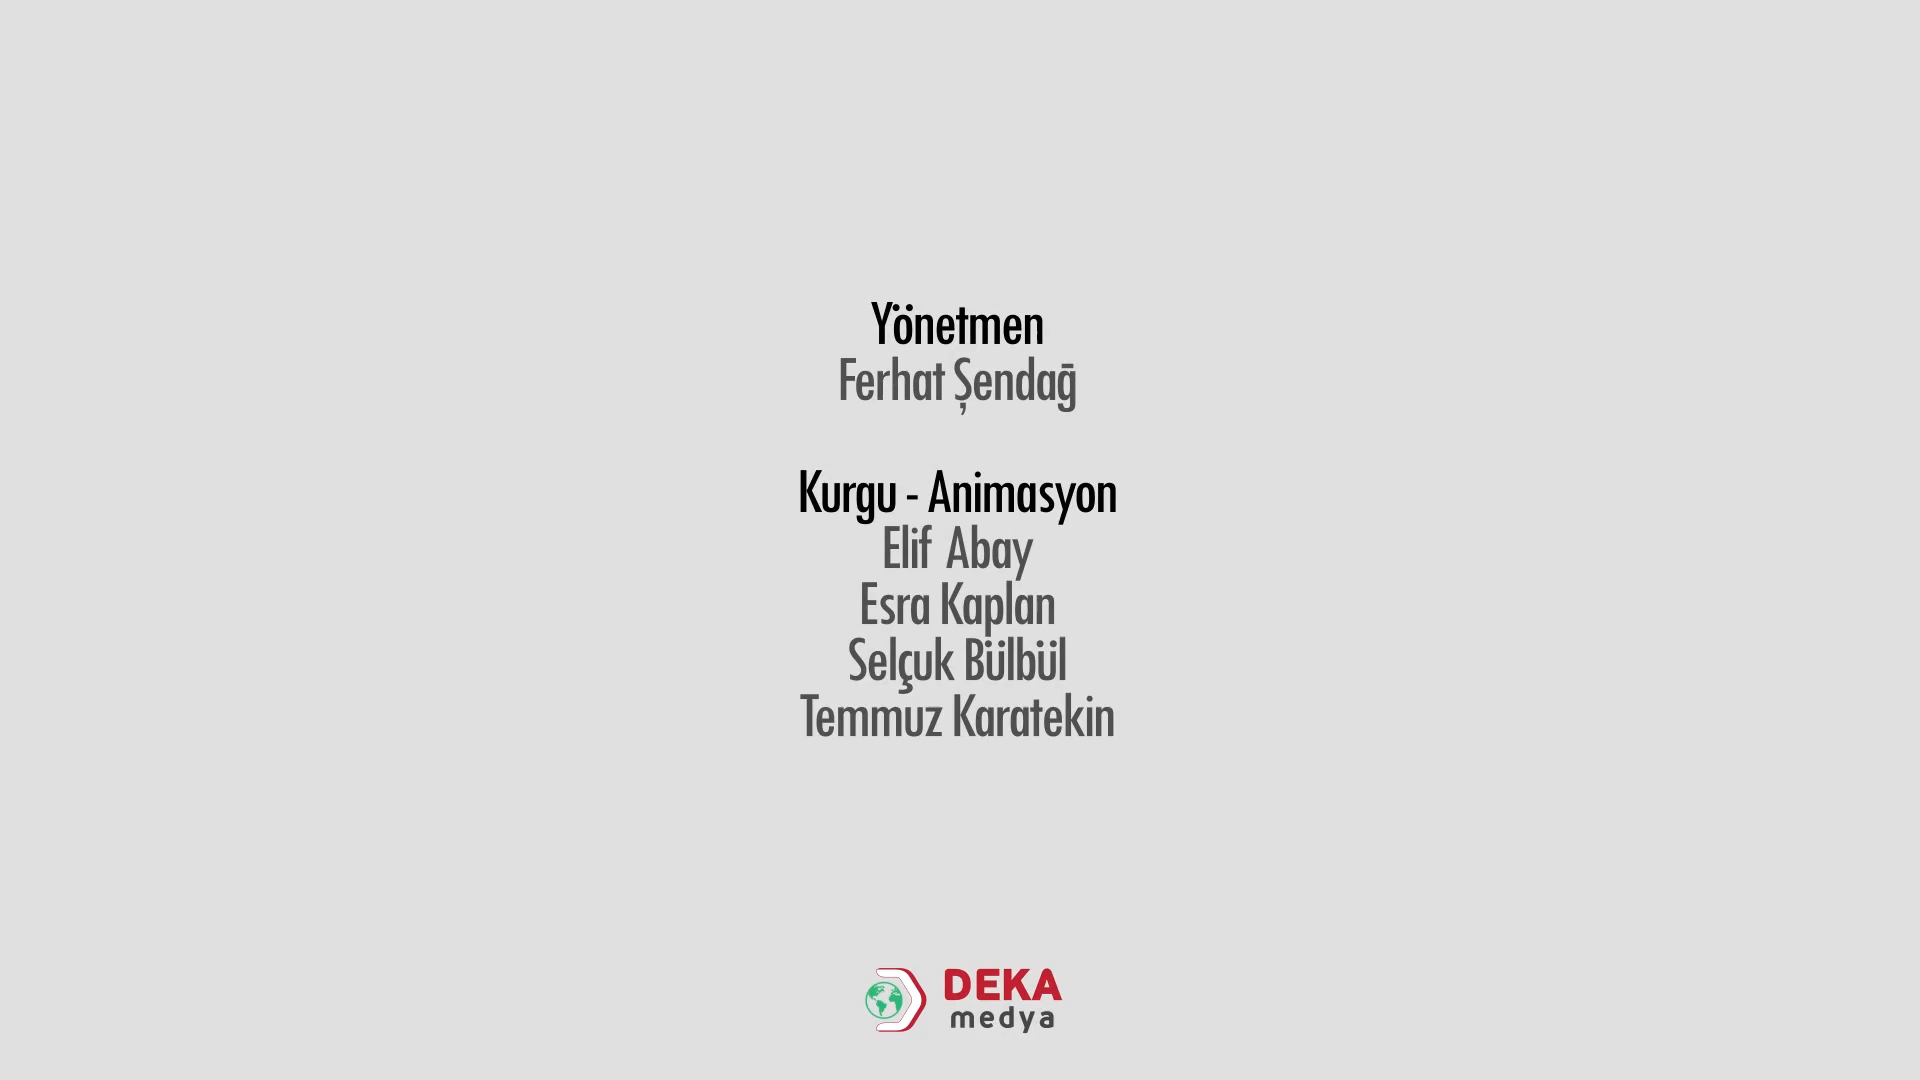 Yönetmen
Ferhat Şendağ
Kurgu - Animasyon
Elif Abay
Esra Kaplan
Selçuk Bülbül
Temmuz Karatekin
DEKA
medya